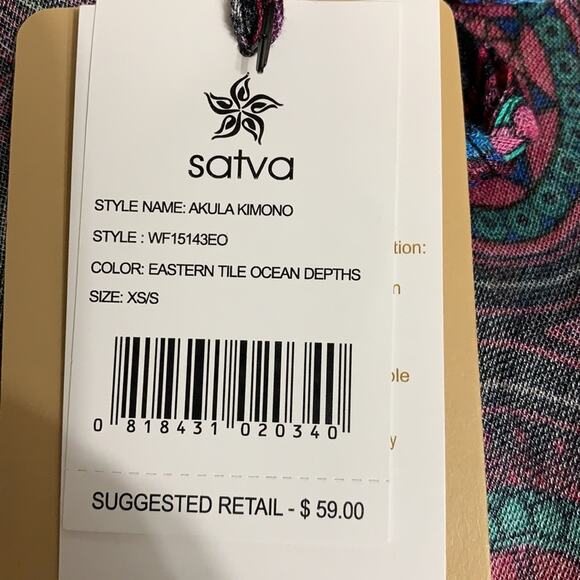 satva
STYLE NAME: AKULA KIMONO
STYLE : WF15143EO
COLOR: EASTERN TILE OCEAN DEPTHS
SIZE: XS/S
0 818431 020340
SUGGESTED RETAIL - $ 59.00